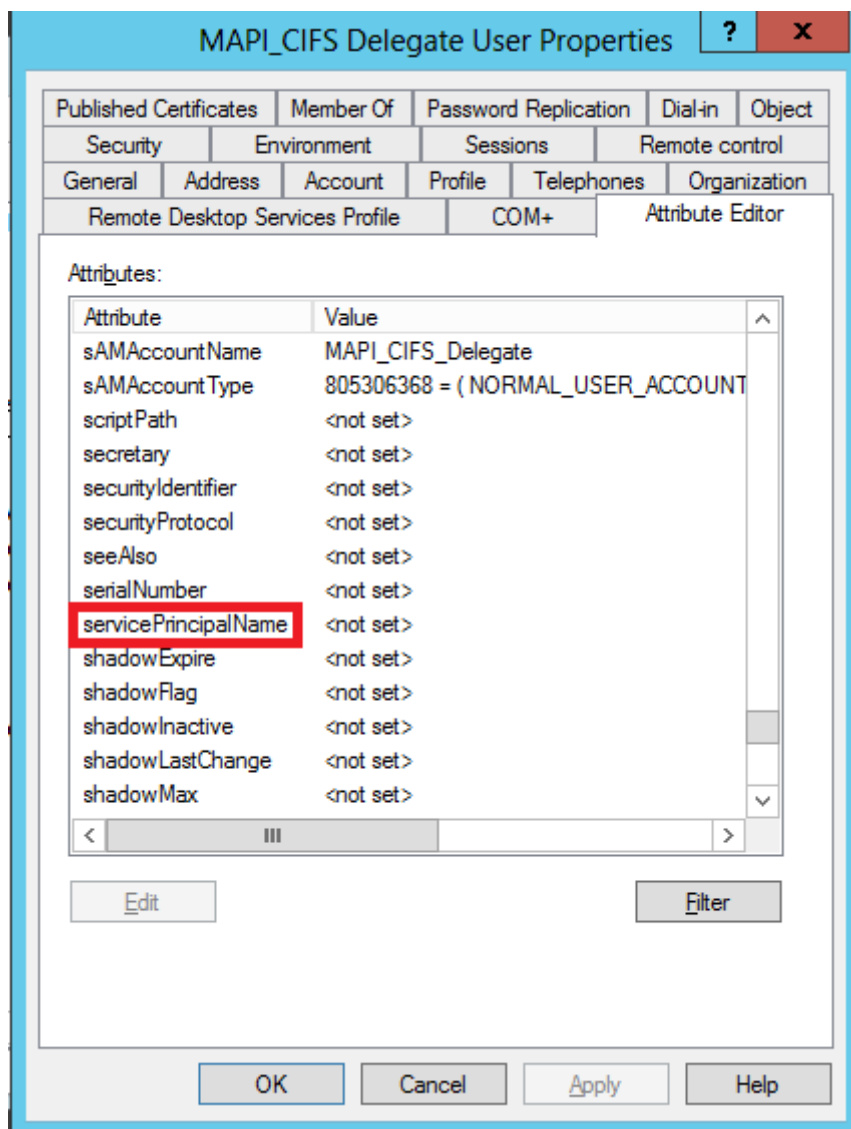 MAPI_CIFS Delegate User Properties ? x
Published Certificates Member Of Password Replication Dial-in Object
Security Environment Sessions Remote control
General Address Account Profile Telephones Organization
Remote Desktop Services Profile COM+ Attribute Editor
Attributes:
Attribute Value
sAMAccountName MAPI_CIFS_Delegate
sAMAccountType 805306368 = ( NORMAL_USER_ACCOUNT
scriptPath <not set>
secretary <not set>
securityIdentifier <not set>
securityProtocol <not set>
seeAlso <not set>
serialNumber <not set>
servicePrincipalName <not set>
shadowExpire <not set>
shadowFlag <not set>
shadowInactive <not set>
shadowLastChange <not set>
shadowMax <not set>
Edit Filter
OK Cancel Apply Help